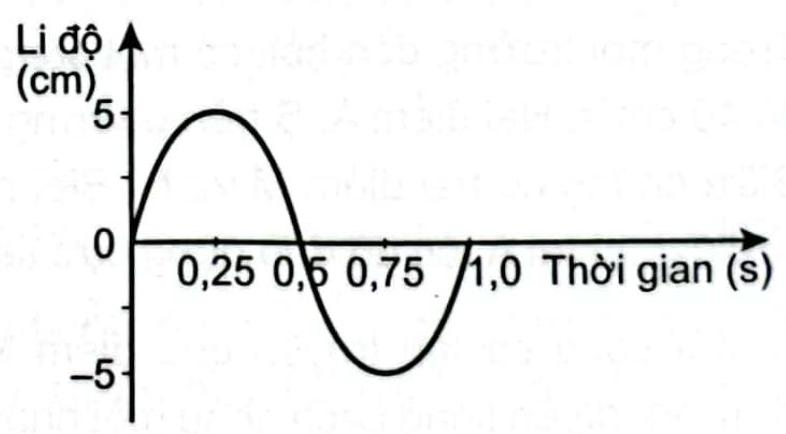 Li độ
(cm)
5
0
0,25 0,5 0,75 1,0 Thời gian (s)
–5